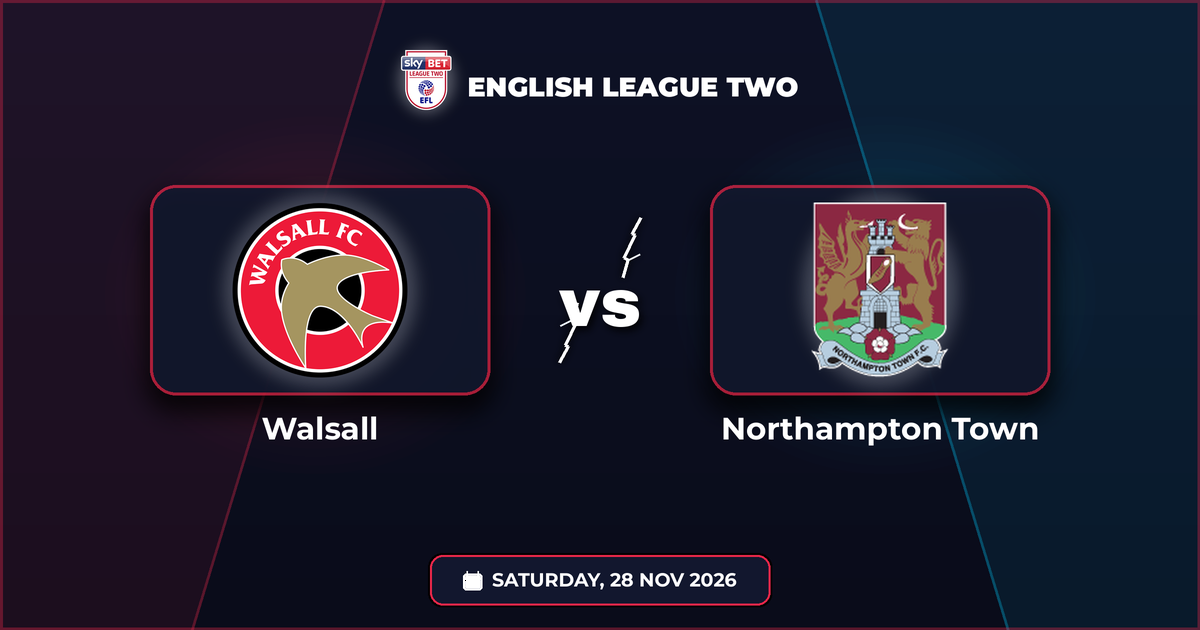 sky BET
LEAGUE TWO
EFL
ENGLISH LEAGUE TWO
WALSALL FC
vs
NORTHAMPTON TOWN F.C.
Walsall
Northampton Town
SATURDAY, 28 NOV 2026